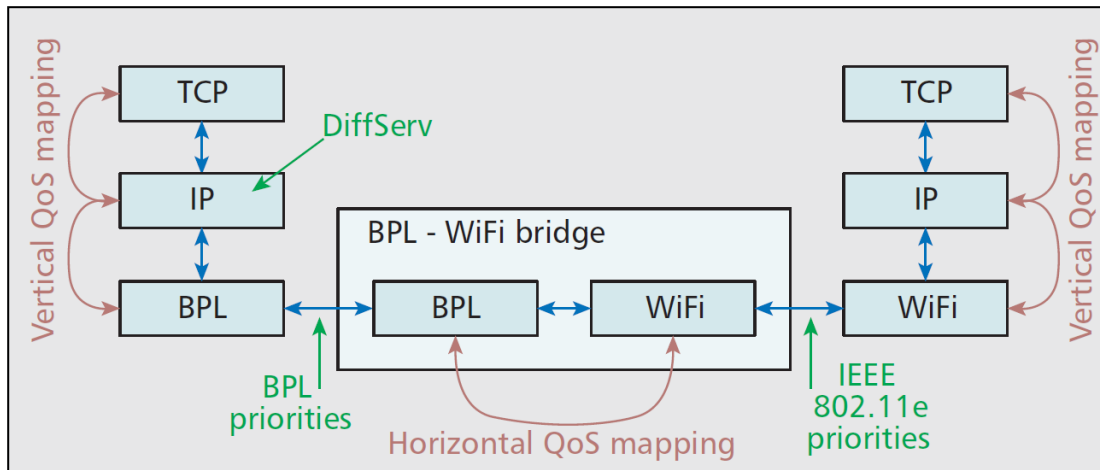 Vertical QoS mapping
TCP
DiffServ
IP
BPL
BPL - WiFi bridge
BPL
WiFi
BPL
priorities
Horizontal QoS mapping
IEEE
802.11e
priorities
TCP
IP
WiFi
Vertical QoS mapping